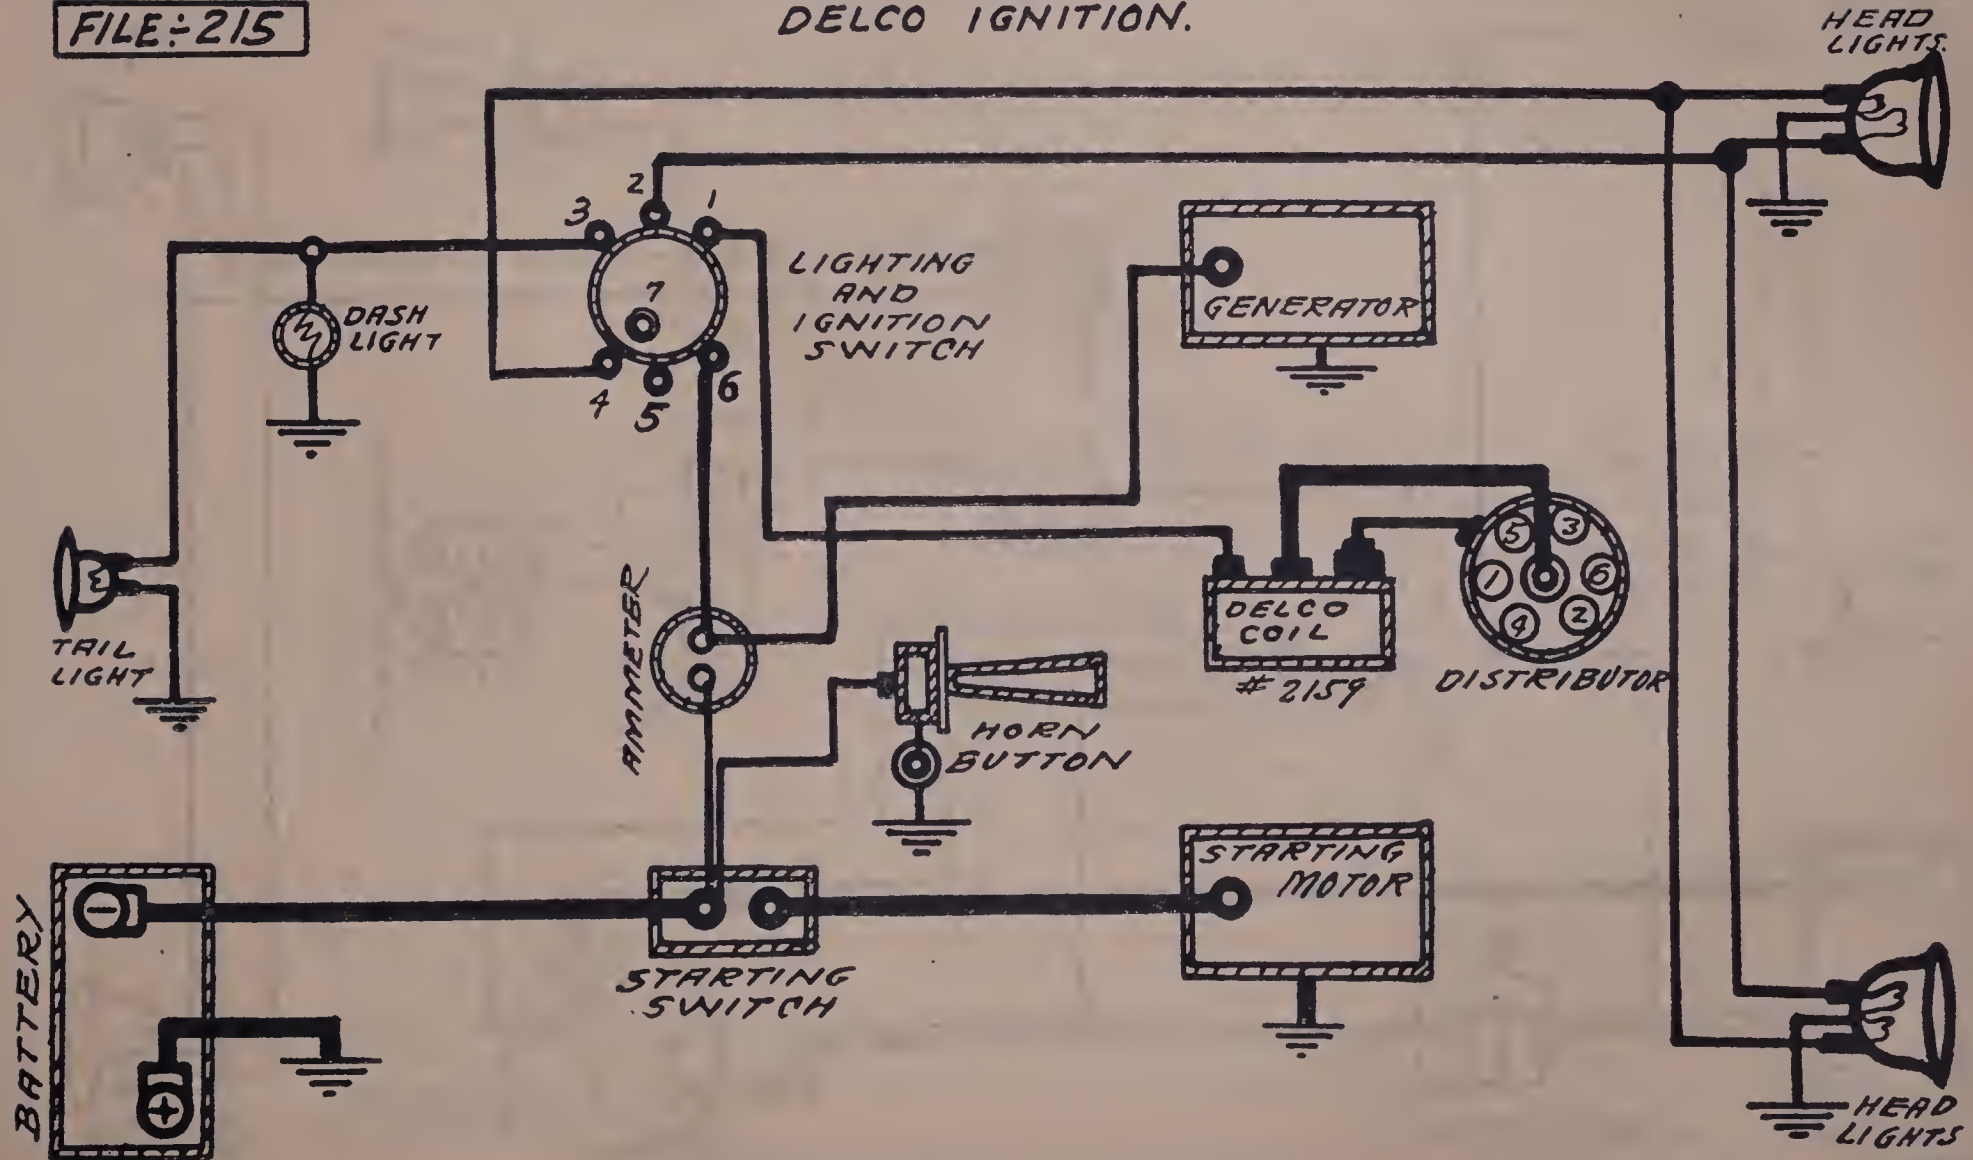 FILE÷215
DELCO IGNITION.
HEAD
LIGHTS.
2
1
3
7
4
5
6
LIGHTING
AND
IGNITION
SWITCH
GENERATOR
DASH
LIGHT
TAIL
LIGHT
AMMETER
DELCO
COIL
#2159
5
3
1
6
4
2
DISTRIBUTOR
HORN
BUTTON
STARTING
MOTOR
BATTERY
−
+
STARTING
SWITCH
HEAD
LIGHTS